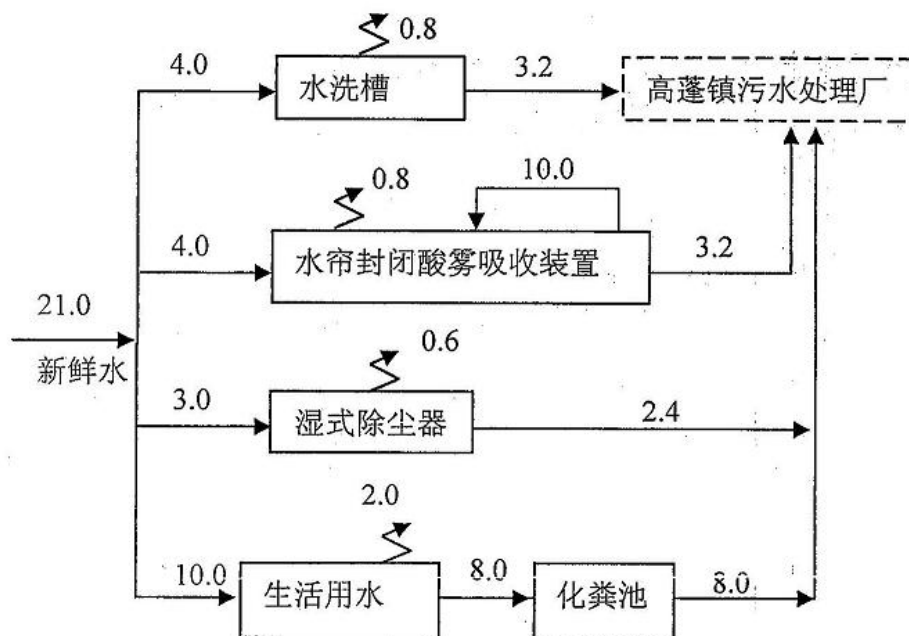 0.8
4.0
水洗槽
3.2
高蓬镇污水处理厂
0.8
10.0
4.0
水帘封闭酸雾吸收装置
3.2
21.0
新鲜水
0.6
3.0
湿式除尘器
2.4
2.0
10.0
生活用水
8.0
化粪池
8.0